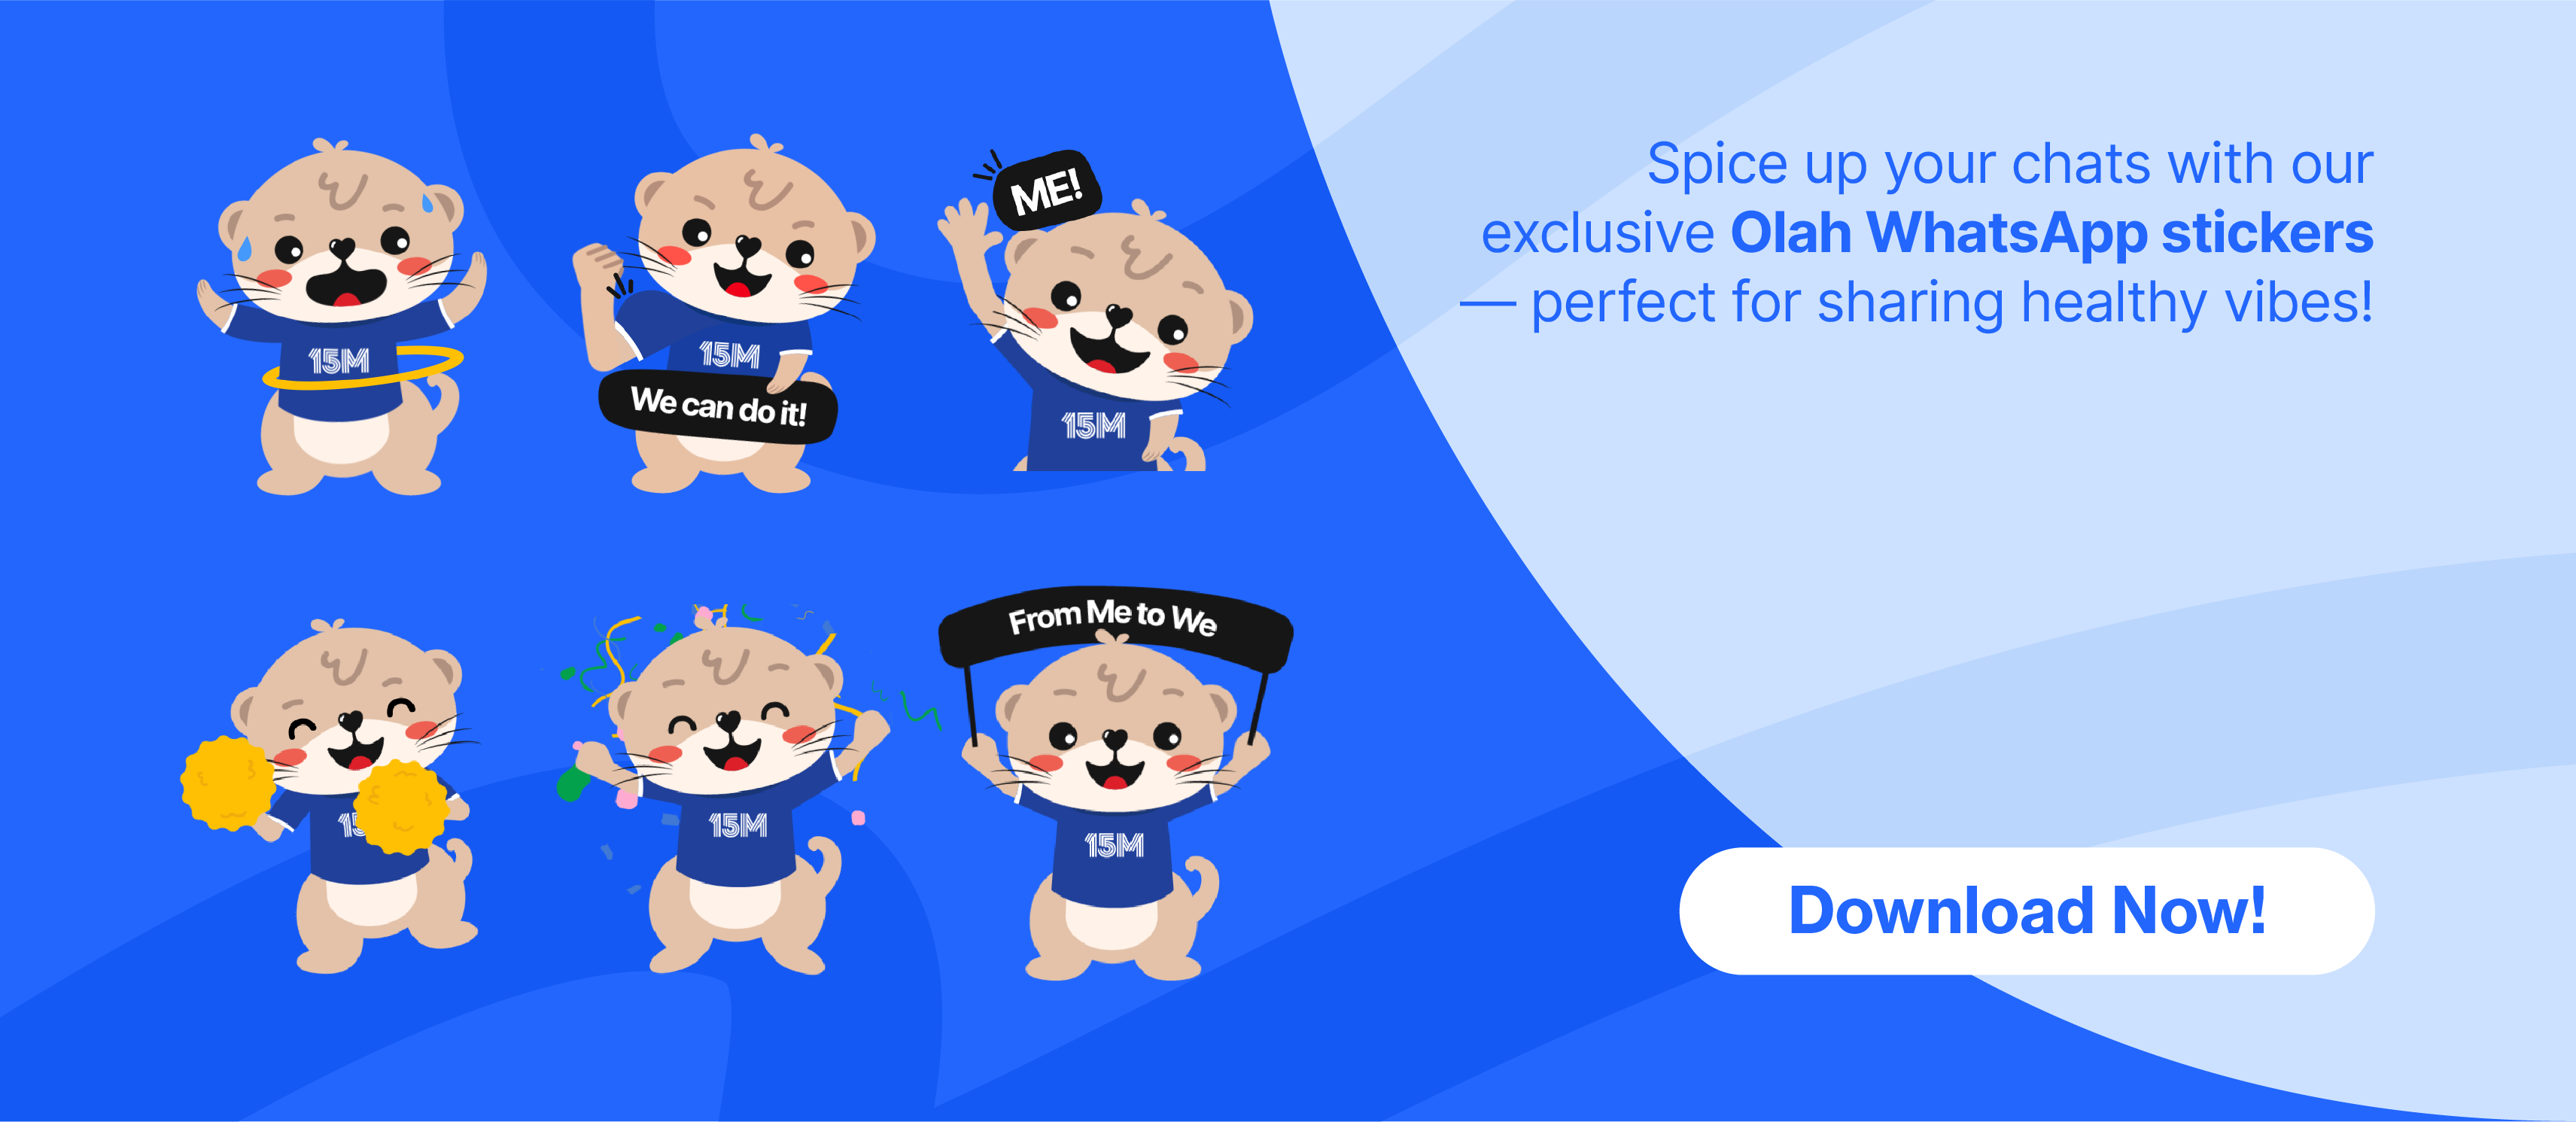 ME!
15M
15M
We can do it!
15M
From Me to We
15M
15M
Spice up your chats with our
exclusive Olah WhatsApp stickers
— perfect for sharing healthy vibes!
Download Now!